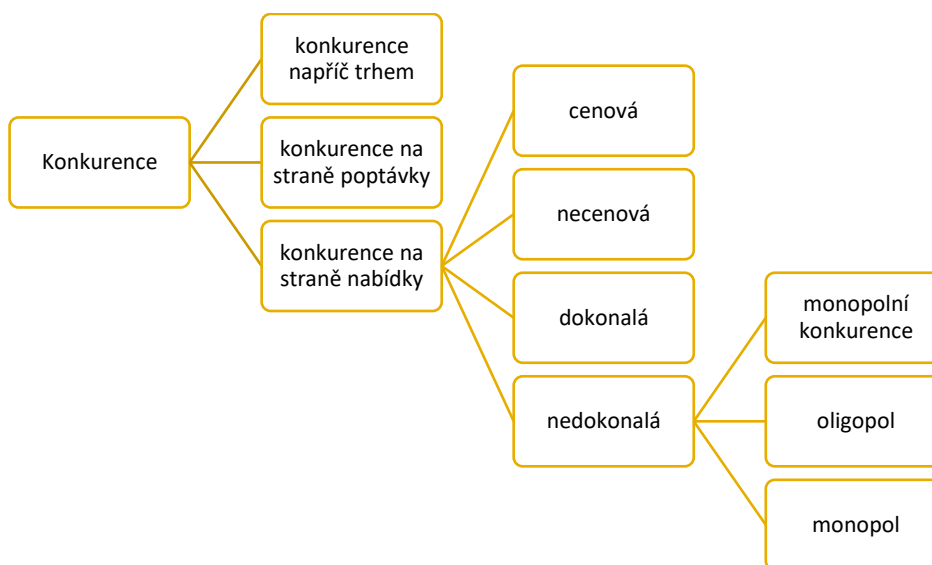 Konkurence
konkurence
napříč trhem
konkurence na
straně poptávky
konkurence na
straně nabídky
cenová
necenová
dokonalá
nedokonalá
monopolní
konkurence
oligopol
monopol